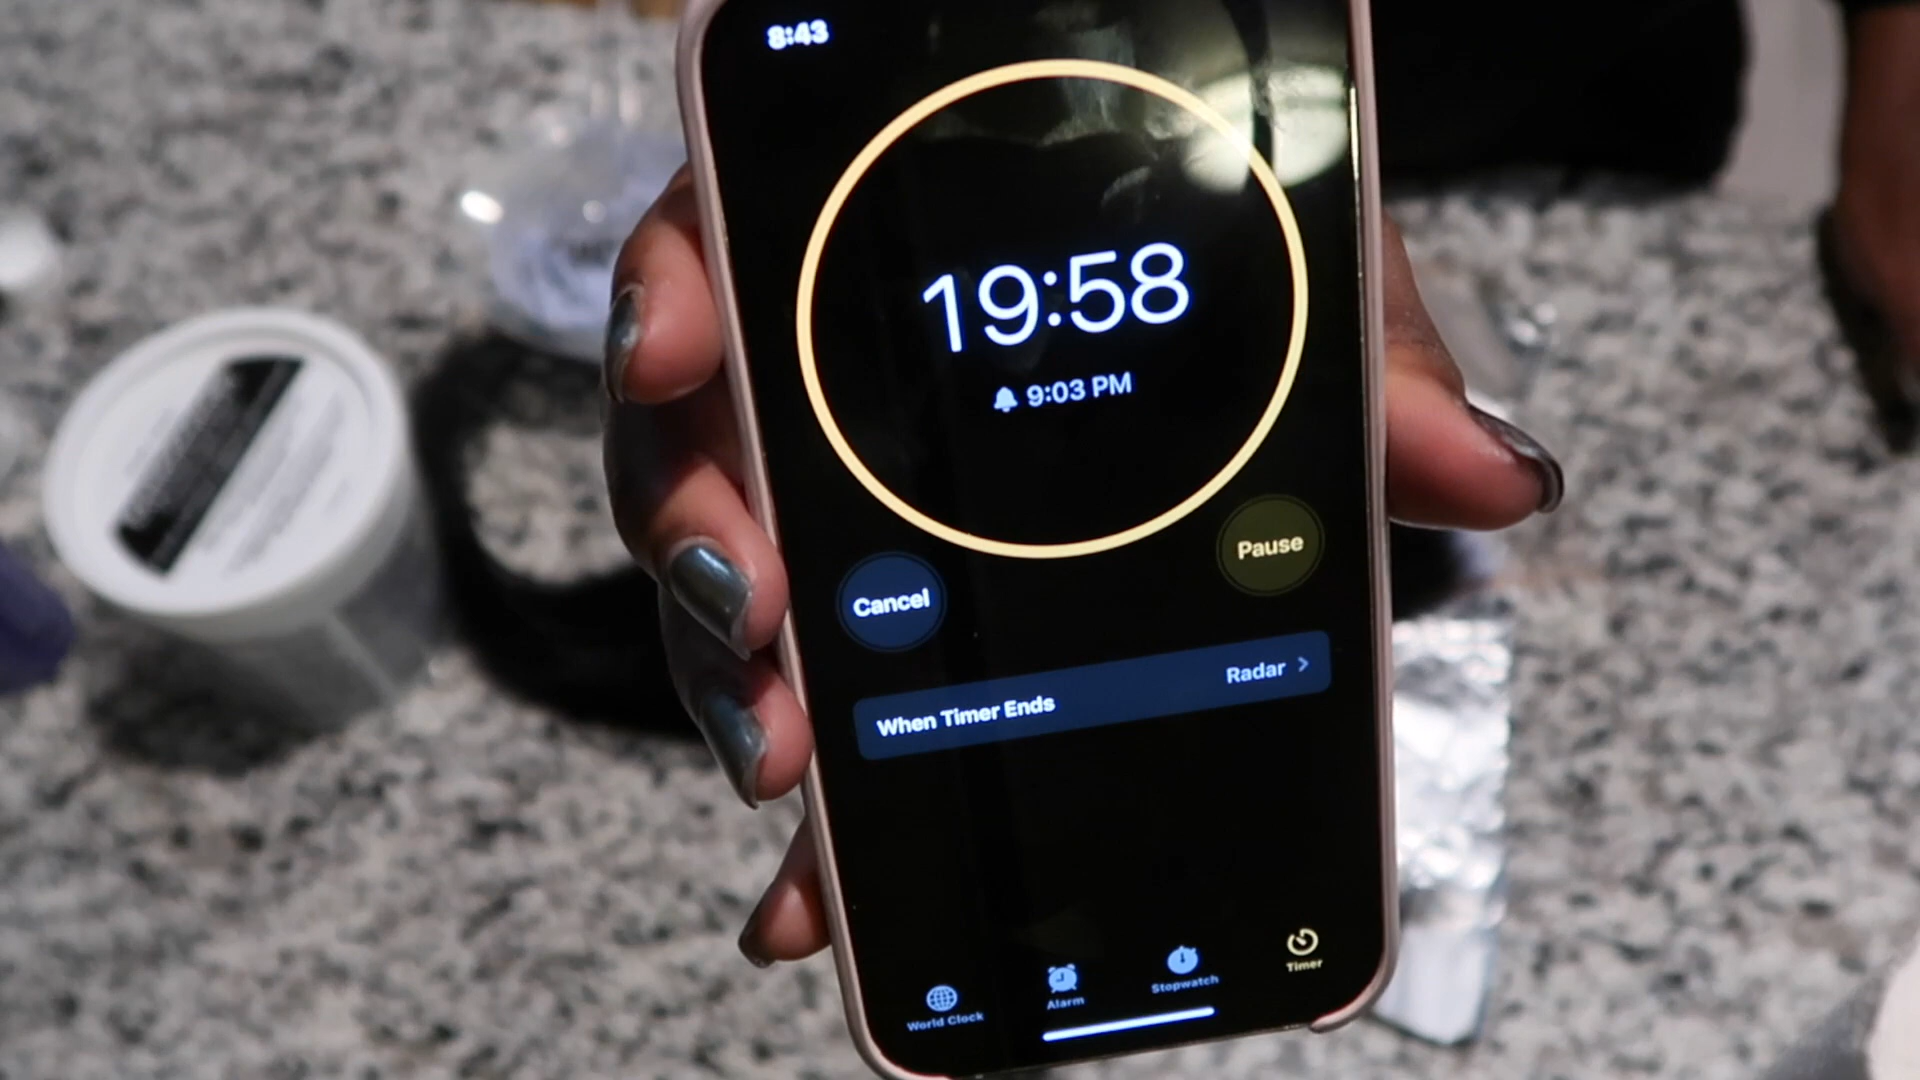 8:43
19:58
9:03 PM
Cancel
Pause
When Timer Ends
Radar
World Clock
Alarm
Stopwatch
Timer